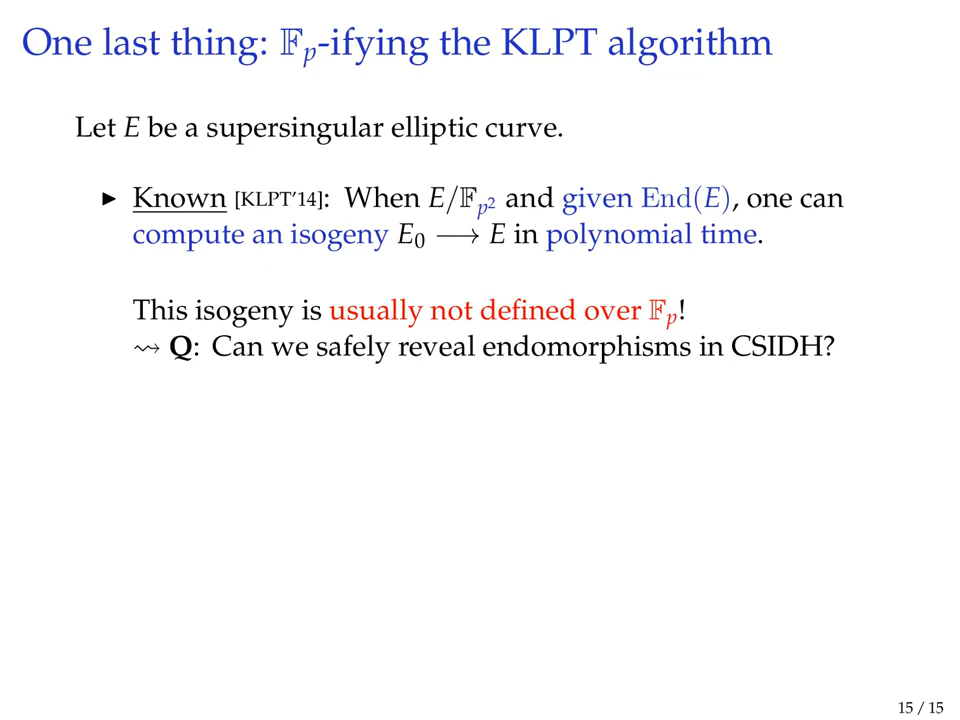 One last thing: 𝔽ₚ-ifying the KLPT algorithm
Let E be a supersingular elliptic curve.
▶ Known [KLPT’14]: When E/𝔽ₚ² and given End(E), one can
compute an isogeny E₀ ⟶ E in polynomial time.
This isogeny is usually not defined over 𝔽ₚ!
⇝ Q: Can we safely reveal endomorphisms in CSIDH?
15 / 15